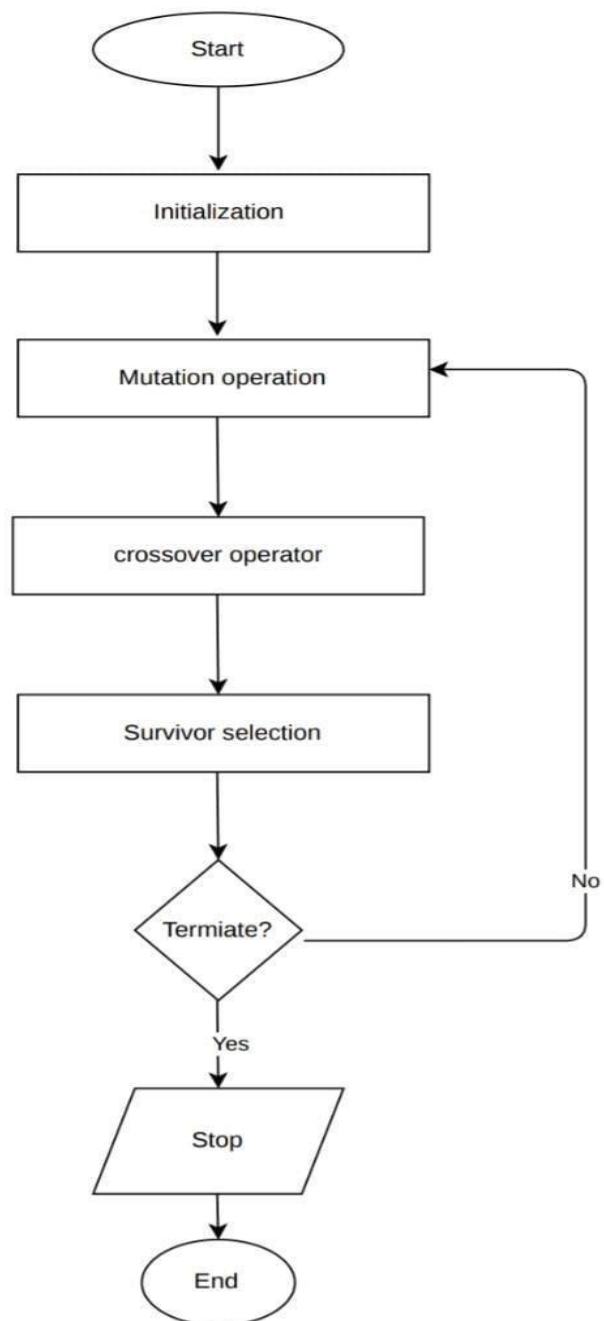 Start
Initialization
Mutation operation
crossover operator
Survivor selection
Termiate?
No
Yes
Stop
End